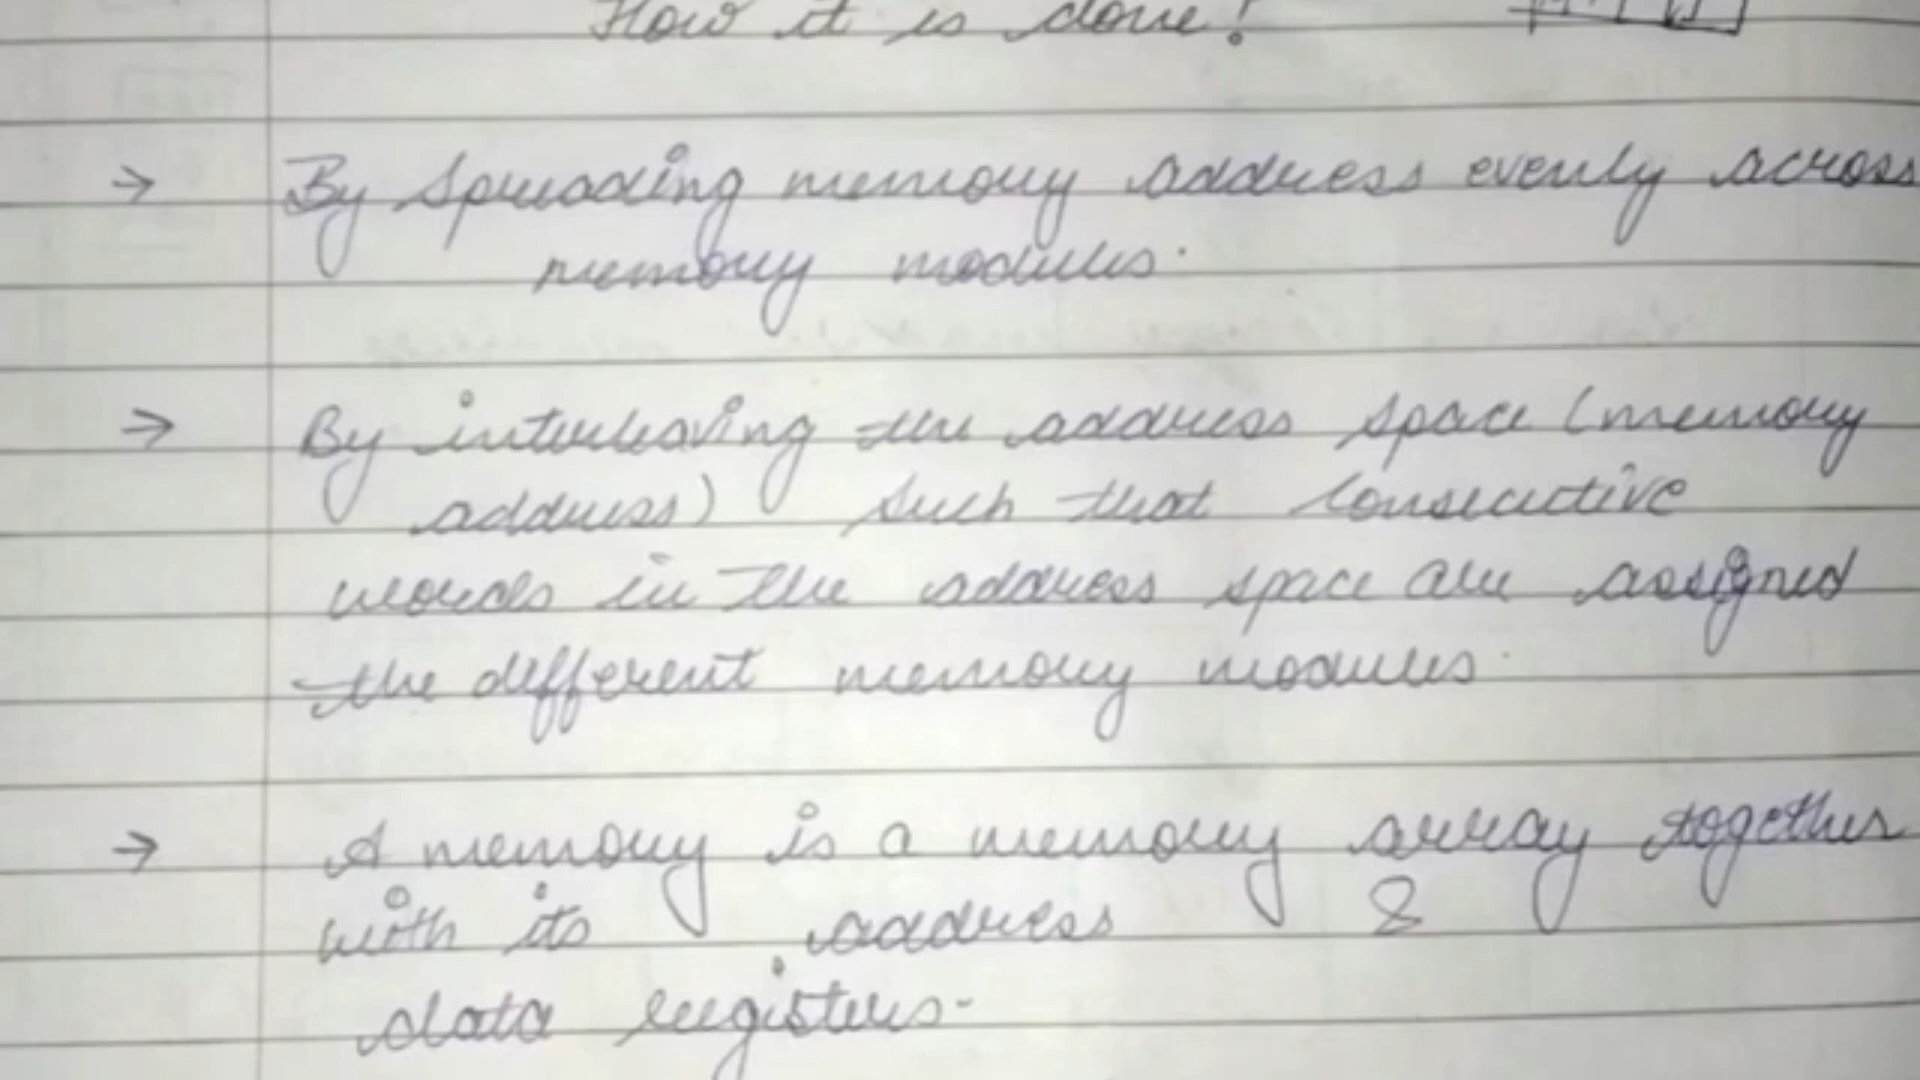 How it is done!
→ By Spreading memory address evenly across
memory modules.
→ By interleaving the address space (memory
address) such that consecutive
words in the address space are assigned
the different memory modules.
→ A memory is a memory array together
with its address &
data registers.